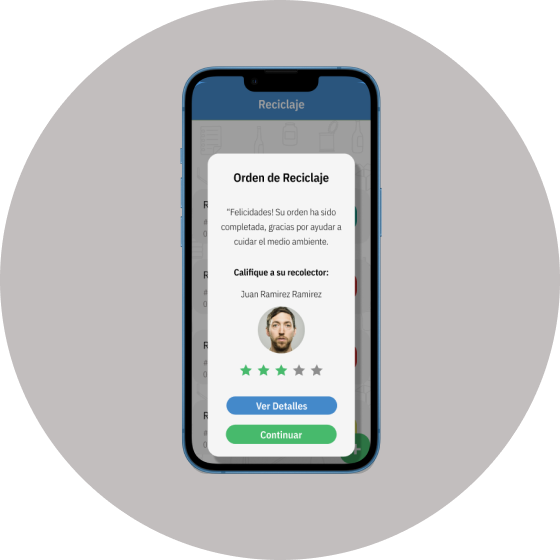 Reciclaje
Orden de Reciclaje
"Felicidades! Su orden ha sido
completada, gracias por ayudar a
cuidar el medio ambiente.
Califique a su recolector:
Juan Ramirez Ramirez
Ver Detalles
Continuar